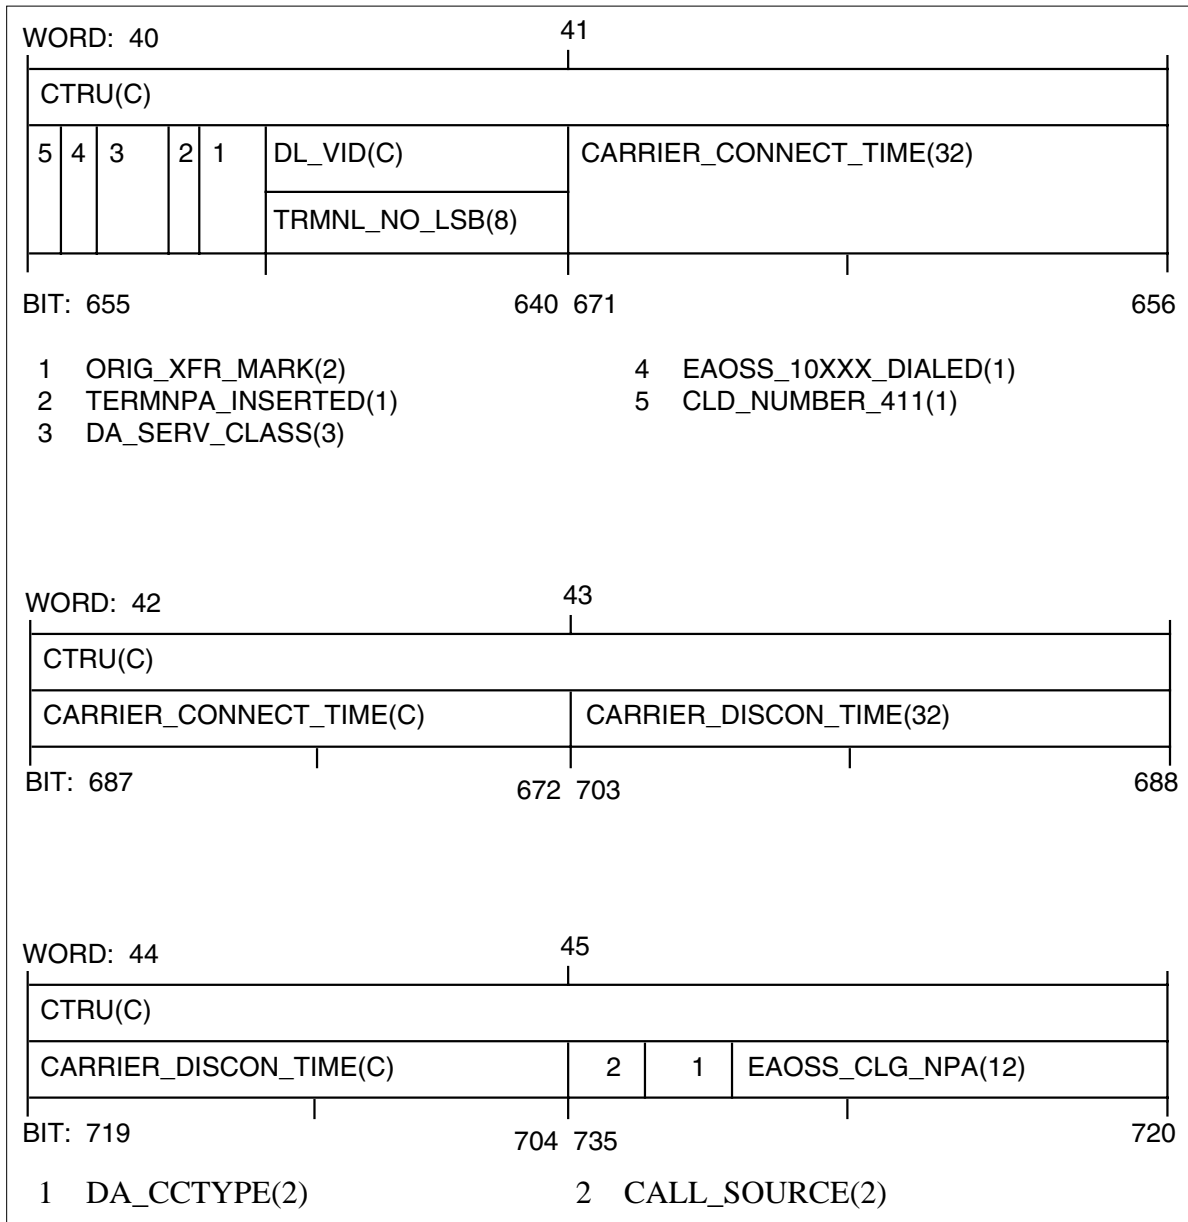 WORD: 40 41
CTRU(C)
5 4 3 2 1 DL_VID(C) CARRIER_CONNECT_TIME(32)
TRMNL_NO_LSB(8)
BIT: 655 640 671 656
1 ORIG_XFR_MARK(2) 4 EAOSS_10XXX_DIALED(1)
2 TERMNPA_INSERTED(1) 5 CLD_NUMBER_411(1)
3 DA_SERV_CLASS(3)
WORD: 42 43
CTRU(C)
CARRIER_CONNECT_TIME(C) CARRIER_DISCON_TIME(32)
BIT: 687 672 703 688
WORD: 44 45
CTRU(C)
CARRIER_DISCON_TIME(C) 2 1 EAOSS_CLG_NPA(12)
BIT: 719 704 735 720
1 DA_CCTYPE(2) 2 CALL_SOURCE(2)